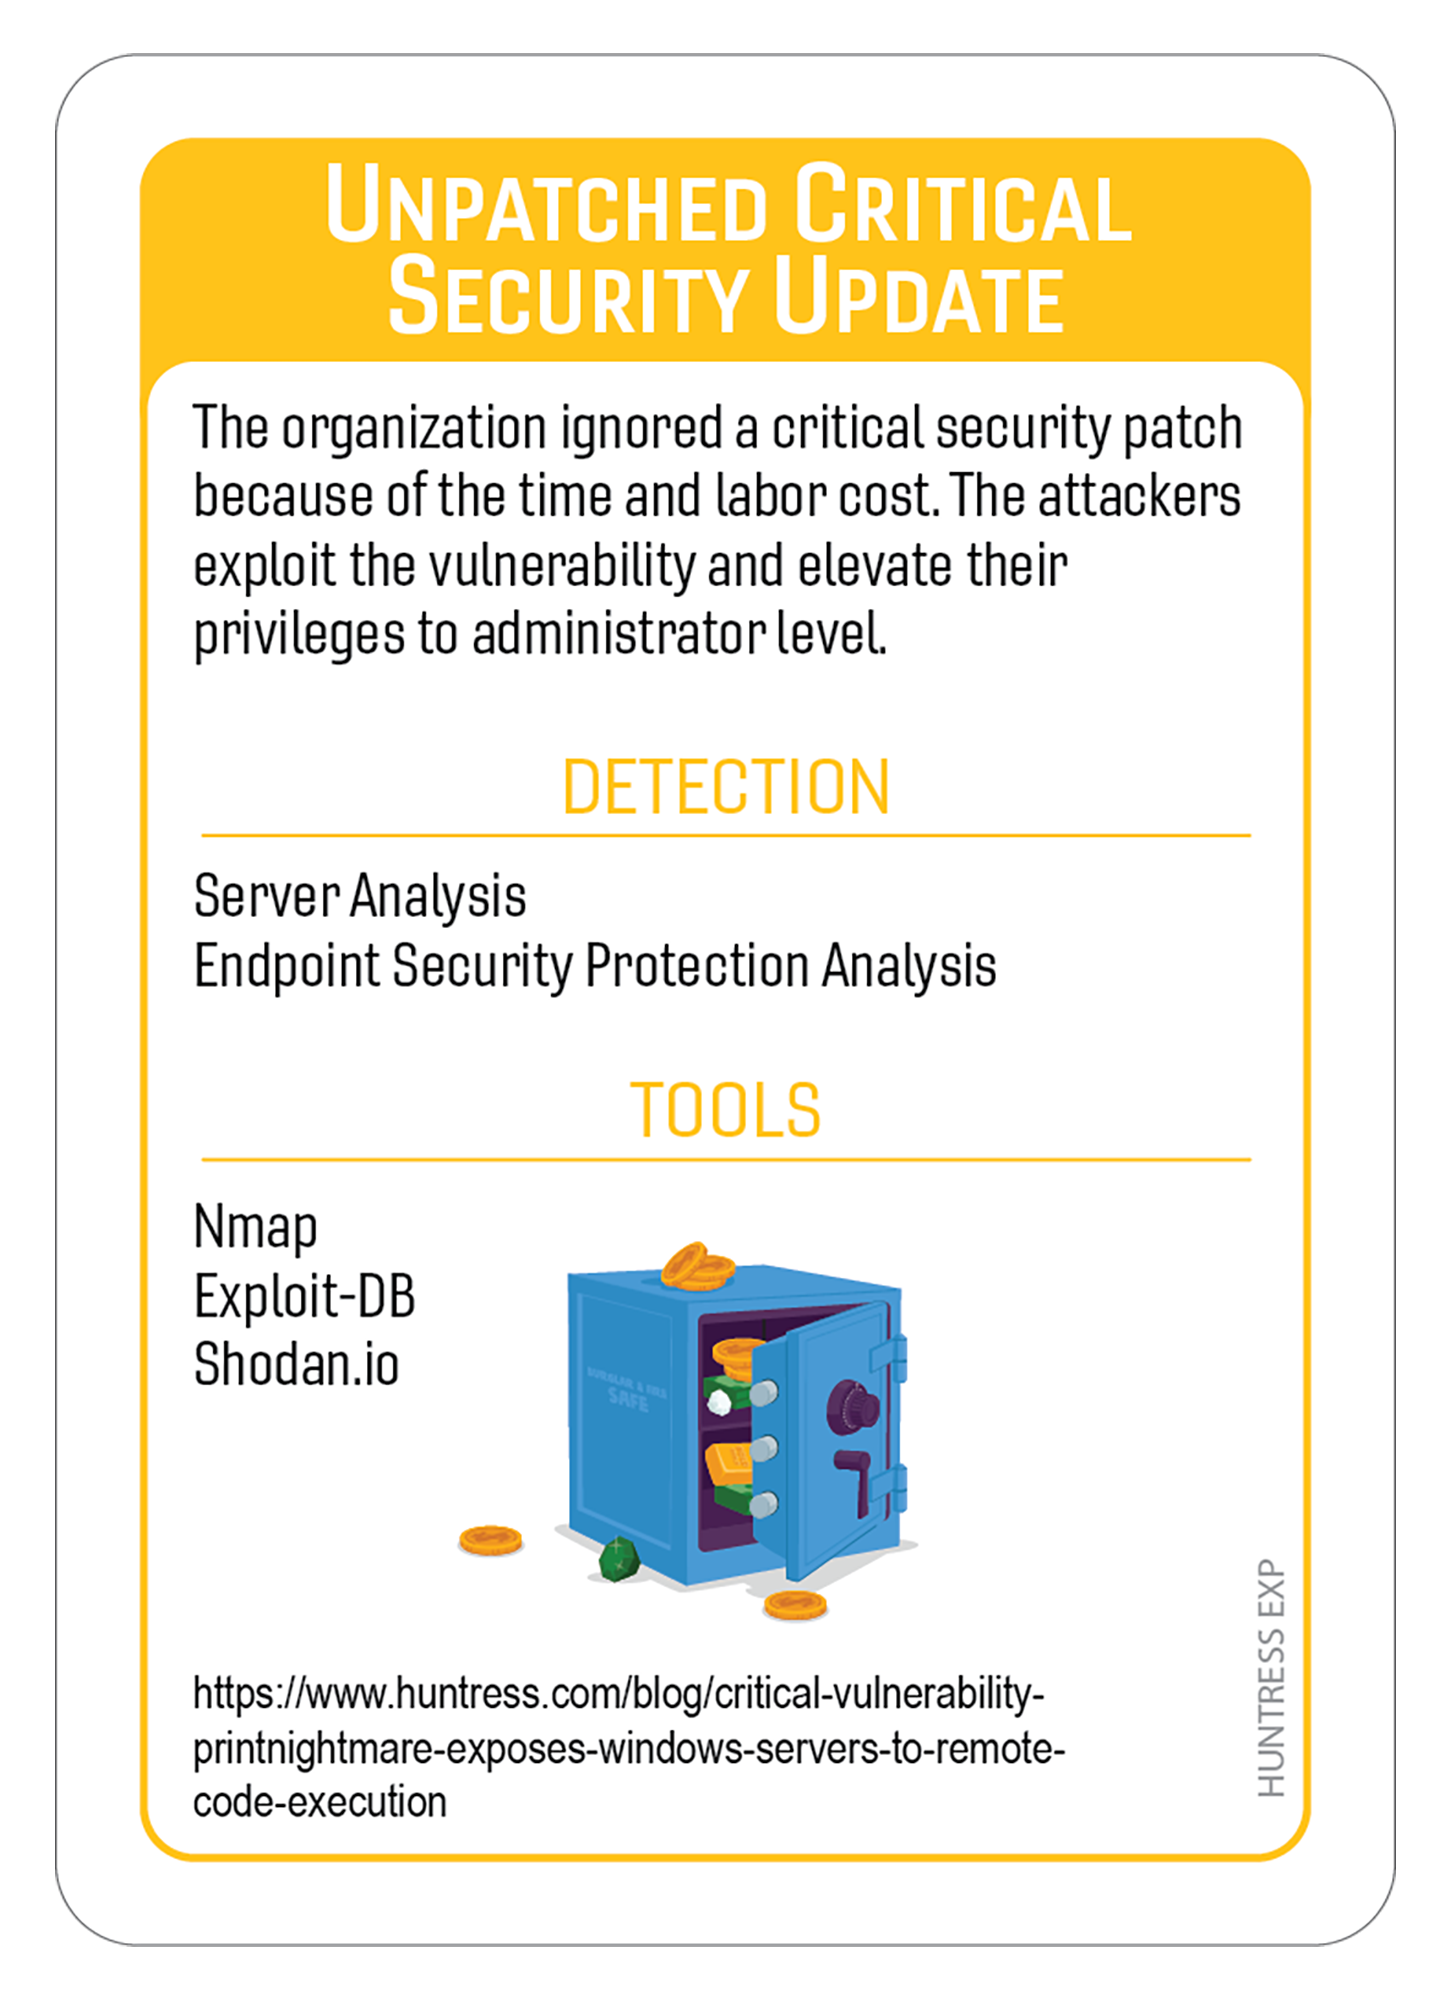 Unpatched Critical
Security Update
The organization ignored a critical security patch
because of the time and labor cost. The attackers
exploit the vulnerability and elevate their
privileges to administrator level.
DETECTION
Server Analysis
Endpoint Security Protection Analysis
TOOLS
Nmap
Exploit-DB
Shodan.io
BURGLAR & FIRE
SAFE
https://www.huntress.com/blog/critical-vulnerability-
printnightmare-exposes-windows-servers-to-remote-
code-execution
HUNTRESS EXP